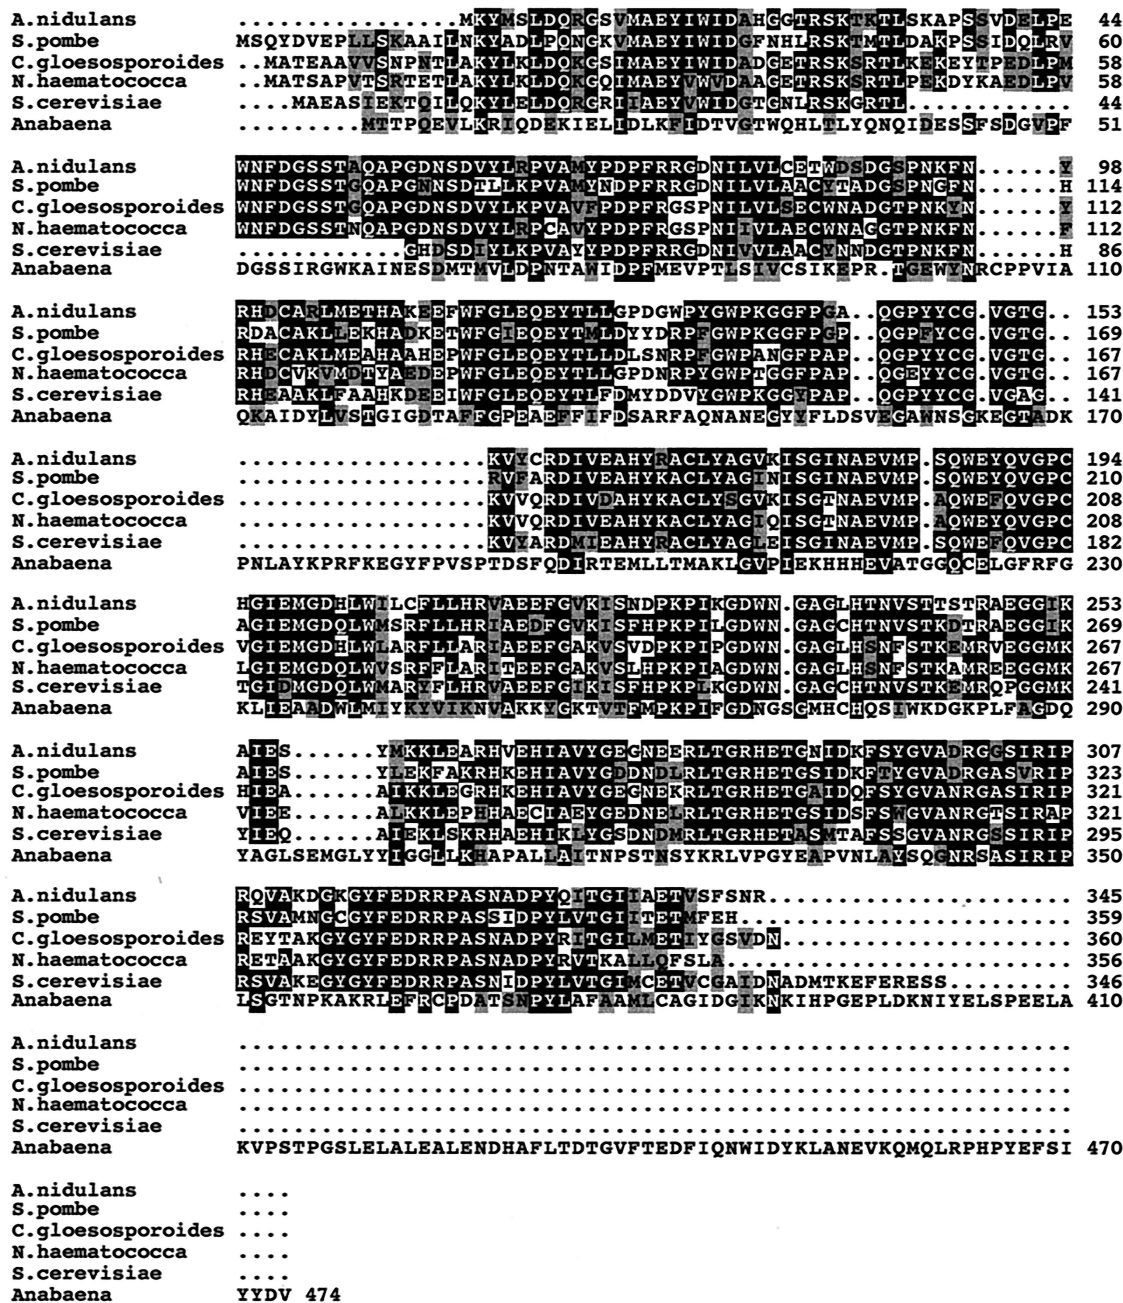 A.nidulans ..................MKYMSLDQRGSVMAEYIWIDAHGGTRSKTKTLSKAPSSVDELPE 44
S.pombe MSQYDVEPLLSKAAILNKYADLPQNGKVMAEYIWIDGFNHLRSKTMTLDAKPSSIDQLRV 60
C.gloesosporoides ..MATEAAVVSNPNTLAKYLKLDQKGSIMAEYIWIDADGETRSKSRTLKEKEYTPEDLPM 58
N.haematococca ..MATSAPVTSRTETLAKYLKLDQKGQIMAEYVWVDAAGETRSKSRTLPEKDYKAEDLPV 58
S.cerevisiae ....MAEASIEKTQILQKYLELDQRGRIIAEYVWIDGTGNLRSKGRTL............ 44
Anabaena .........MTTPQEVLKRIQDEKIELIDLKFIDTVGTWQHLTLYQNQIDESSFSDGVPF 51
A.nidulans WNFDGSSTAQAPGDNSDVYLRPVAMYPDPFRRGDNILVLCETWDSDGSPNKFN......Y 98
S.pombe WNFDGSSTGQAPGNNSDTLLKPVAMYNDPFRRGDNILVLAACYTADGSPNGFN......H 114
C.gloesosporoides WNFDGSSTGQAPGDNSDVYLKPVAVFPDPFRGSPNILVLSECWNADGTPNKYN......Y 112
N.haematococca WNFDGSSTNQAPGDNSDVYLRPCAVYPDPFRGSPNIIVLAECWNAGGTPNKFN......F 112
S.cerevisiae .............GHDSDIYLKPVAYYPDPFRRGDNIVVLAACYNNDGTPNKFN......H 86
Anabaena DGSSIRGWKAINESDMTMVLDPNTAWIDPFMEVPTLSIVCSIKEPR.TGEWYNRCPPVIA 110
A.nidulans RHDCARLMETHAKEEFWFGLEQEYTLLGPDGWPYGWPKGGFPGA..QGPYYCG.VGTG.. 153
S.pombe RDACAKLLEKHADKETWFGIEQEYTMLDYYDRPFGWPKGGFPGP..QGPFYCG.VGTG.. 169
C.gloesosporoides RHECAKLMEAHAAHEPWFGLEQEYTLLDLSNRPFGWPANGFPAP..QGPYYCG.VGTG.. 167
N.haematococca RHDCVKVMDTYAEDEPWFGLEQEYTLLGPDNRPYGWPTGGFPAP..QGEYYCG.VGTG.. 167
S.cerevisiae RHEAAKLFAAHKDEEIWFGLEQEYTLFDMYDDVYGWPKGGYPAP..QGPYYCG.VGAG.. 141
Anabaena QKAIDYLVSTGIGDTAFFGPEAEFFIFDSARFAQNANEGYYFLDSVEGAWNSGKEGTADK 170
A.nidulans ..................KVYCRDIVEAHYRACLYAGVKISGINAEVMP.SQWEYQVGPC 194
S.pombe ..................RVFARDIVEAHYKACLYAGINISGINAEVMP.SQWEYQVGPC 210
C.gloesosporoides ..................KVVQRDIVDAHYKACLYSGVKISGTNAEVMP.AQWEFQVGPC 208
N.haematococca ..................KVVQRDIVEAHYKACLYAGIQISGTNAEVMP.AQWEYQVGPC 208
S.cerevisiae ..................KVYARDMIEAHYRACLYAGLEISGINAEVMP.SQWEFQVGPC 182
Anabaena PNLAYKPRFKEGYFPVSPTDSFQDIRTEMLLTMAKLGVPIEKHHHEVATGGQCELGFRFG 230
A.nidulans HGIEMGDHLWILCFLLHRVAEEFGVKISNDPKPIKGDWN.GAGLHTNVSTTSTRAEGGIK 253
S.pombe AGIEMGDQLWMSRFLLHRIAEDFGVKISFHPKPILGDWN.GAGCHTNVSTKDTRAEGGIK 269
C.gloesosporoides VGIEMGDHLWLARFLLARIAEEFGAKVSVDPKPIPGDWN.GAGLHSNFSTKEMRVEGGMK 267
N.haematococca LGIEMGDQLWVSRFFLARITEEFGAKVSLHPKPIAGDWN.GAGLHSNFSTKAMREEGGMK 267
S.cerevisiae TGIDMGDQLWMARYFLHRVAEEFGIKISFHPKPLKGDWN.GAGCHTNVSTKEMRQPGGMK 241
Anabaena KLIEAADWLMIYKYVIKNVAKKYGKTVTFMPKPIFGDNGSGMHCHQSIWKDGKPLFAGDQ 290
A.nidulans AIES......YMKKLEARHVEHIAVYGEGNEERLTGRHETGNIDKFSYGVADRGGSIRIP 307
S.pombe AIES......YLEKFAKRHKEHIAVYGDDNDLRLTGRHETGSIDKFTYGVADRGASVRIP 323
C.gloesosporoides HIEA......AIKKLEGRHKEHIAVYGEGNEKRLTGRHETGAIDQFSYGVANRGASIRIP 321
N.haematococca VIEE......ALKKLEPHHAECIAEYGEDNELRLTGRHETGSIDSFSWGVANRGTSIRAP 321
S.cerevisiae YIEQ......AIEKLSKRHAEHIKLYGSDNDMRLTGRHETASMTAFSSGVANRGSSIRIP 295
Anabaena YAGLSEMGLYYIGGLLKHAPALLAITNPSTNSYKRLVPGYEAPVNLAYSQGNRSASIRIP 350
A.nidulans RQVAKDGKGYFEDRRPASNADPYQITGIIAETVSFSNR...................... 345
S.pombe RSVAMNGCGYFEDRRPASSIDPYLVTGIITETMFEH........................ 359
C.gloesosporoides REYTAKGYGYFEDRRPASNADPYRITGILMETIYGSVDN..................... 360
N.haematococca RETAAKGYGYFEDRRPASNADPYRVTKALLQFSLA......................... 356
S.cerevisiae RSVAKEGYGYFEDRRPASNIDPYLVTGIMCETVCGAIDNADMTKEFERESS......... 346
Anabaena LSGTNPKAKRLEFRCPDATSNPYLAFAAMLCAGIDGIKNKIHPGEPLDKNIYELSPEELA 410
A.nidulans ............................................................
S.pombe ............................................................
C.gloesosporoides ............................................................
N.haematococca ............................................................
S.cerevisiae ............................................................
Anabaena KVPSTPGSLELALEALENDHAFLTDTGVFTEDFIQNWIDYKLANEVKQMQLRPHPYEFSI 470
A.nidulans ....
S.pombe ....
C.gloesosporoides ....
N.haematococca ....
S.cerevisiae ....
Anabaena YYDV 474